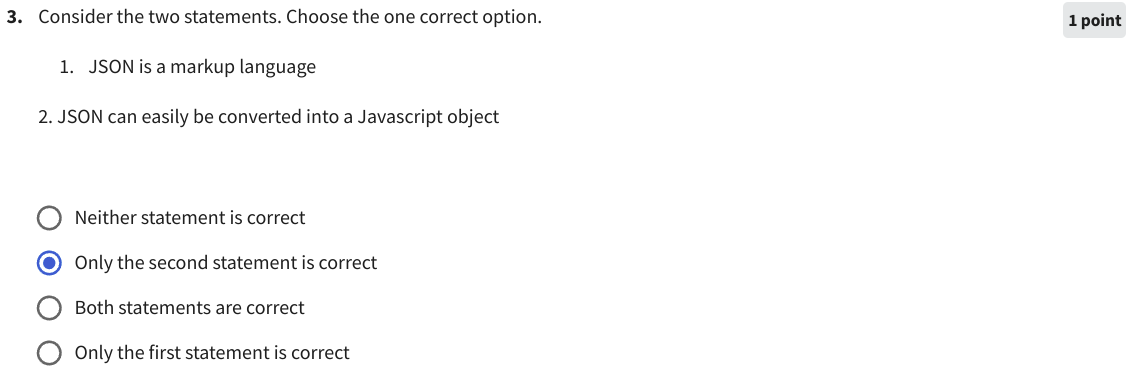 3. Consider the two statements. Choose the one correct option.
1 point
1. JSON is a markup language
2. JSON can easily be converted into a Javascript object
Neither statement is correct
Only the second statement is correct
Both statements are correct
Only the first statement is correct